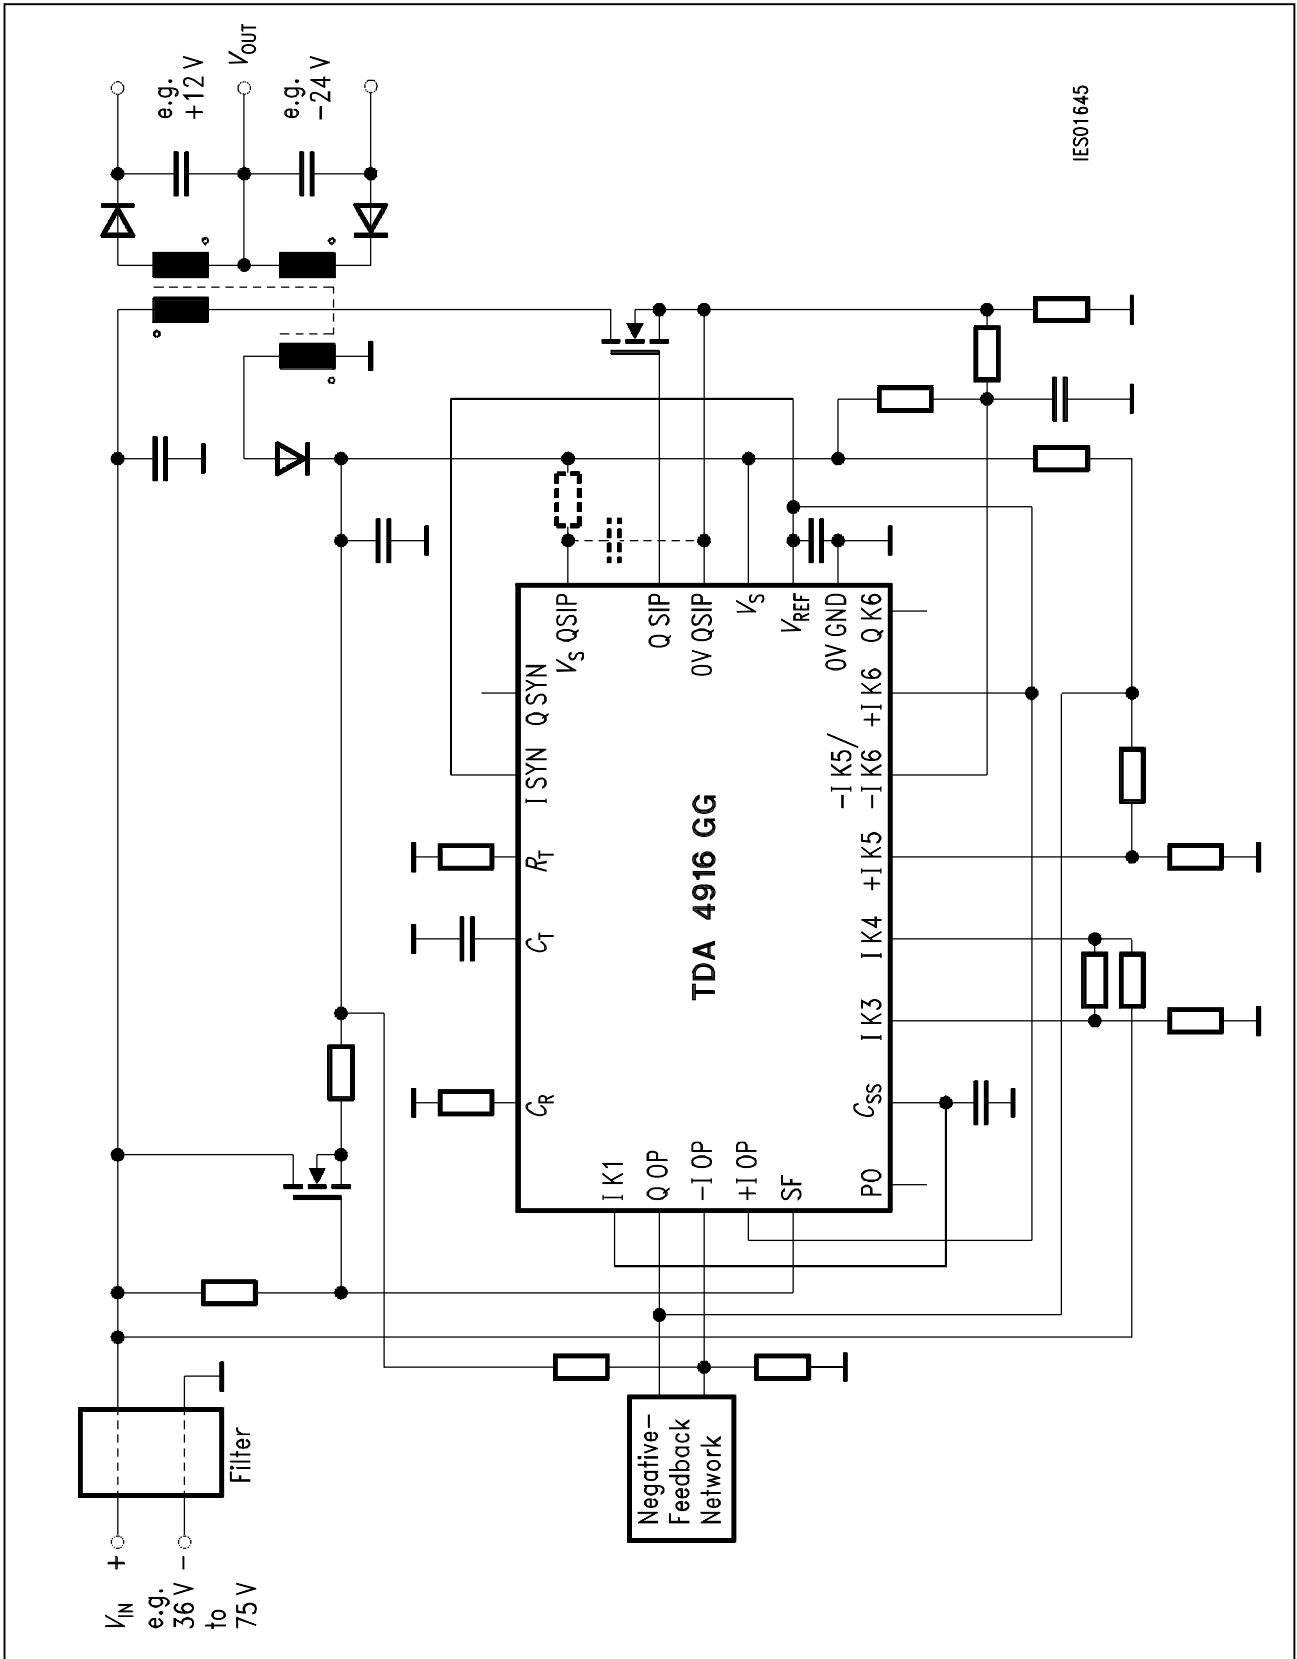 V_IN
+
-
e.g.
36 V
to
75 V
Filter
Negative-
Feedback
Network
I K1
Q OP
-I OP
+I OP
SF
C_R
C_T
R_T
I SYN
Q SYN
V_S QSIP
Q SIP
0V QSIP
V_S
V_REF
0V GND
PO
C_SS
I K3
I K4
+I K5
-I K5/
-I K6
+I K6
Q K6
TDA 4916 GG
e.g.
+12 V
V_OUT
e.g.
-24 V
IES01645